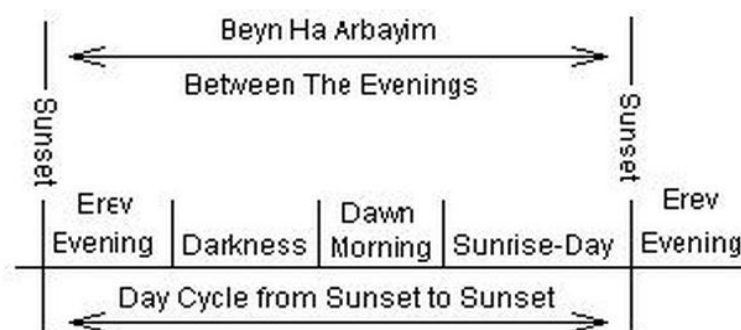 Beyn Ha Arbayim
Between The Evenings
Sunset
Sunset
Erev
Evening
Darkness
Dawn
Morning
Sunrise-Day
Erev
Evening
Day Cycle from Sunset to Sunset